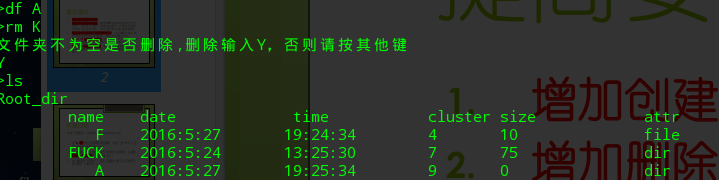 >df A
>rm K
文件夹不为空是否删除,删除输入Y，否则请按其他键
Y
>ls
Root_dir
name date time cluster size attr
F 2016:5:27 19:24:34 4 10 file
FUCK 2016:5:24 13:25:30 7 75 dir
A 2016:5:27 19:25:34 9 0 dir
2
1. 增加创建
2. 增加删除